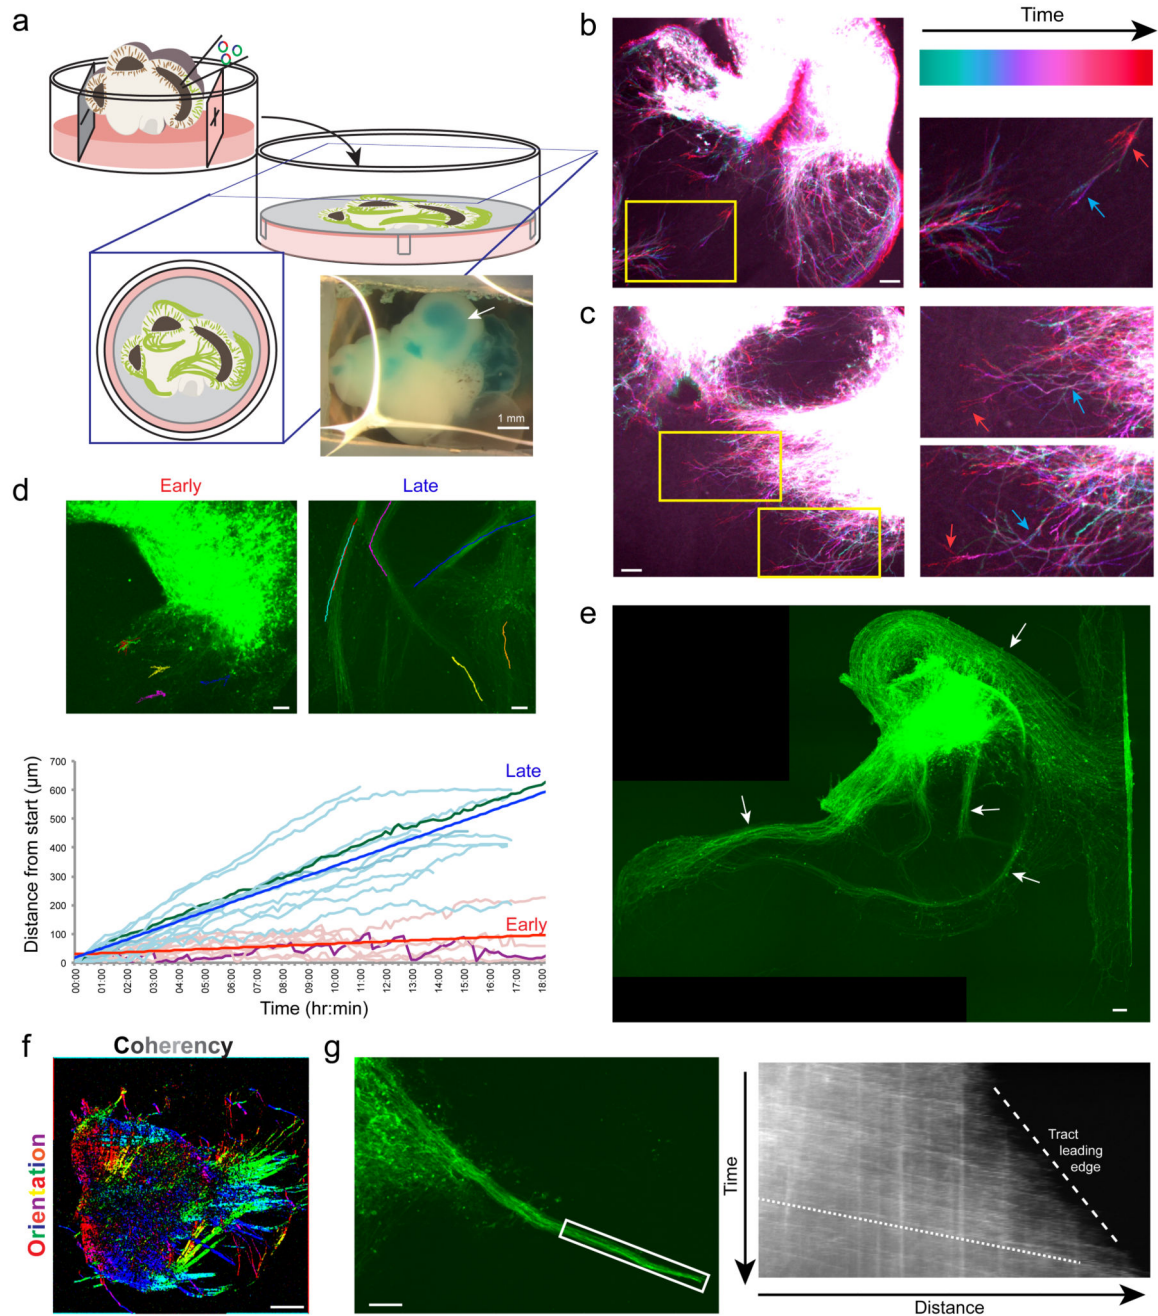 a
1 mm
b
Time
c
d
Early
Late
Distance from start (µm)
700
600
500
400
300
200
100
0
Late
Early
00:00
01:00
02:00
03:00
04:00
05:00
06:00
07:00
08:00
09:00
10:00
11:00
12:00
13:00
14:00
15:00
16:00
17:00
18:00
Time (hr:min)
e
f
Coherency
Orientation
g
Time
Tract
leading
edge
Distance